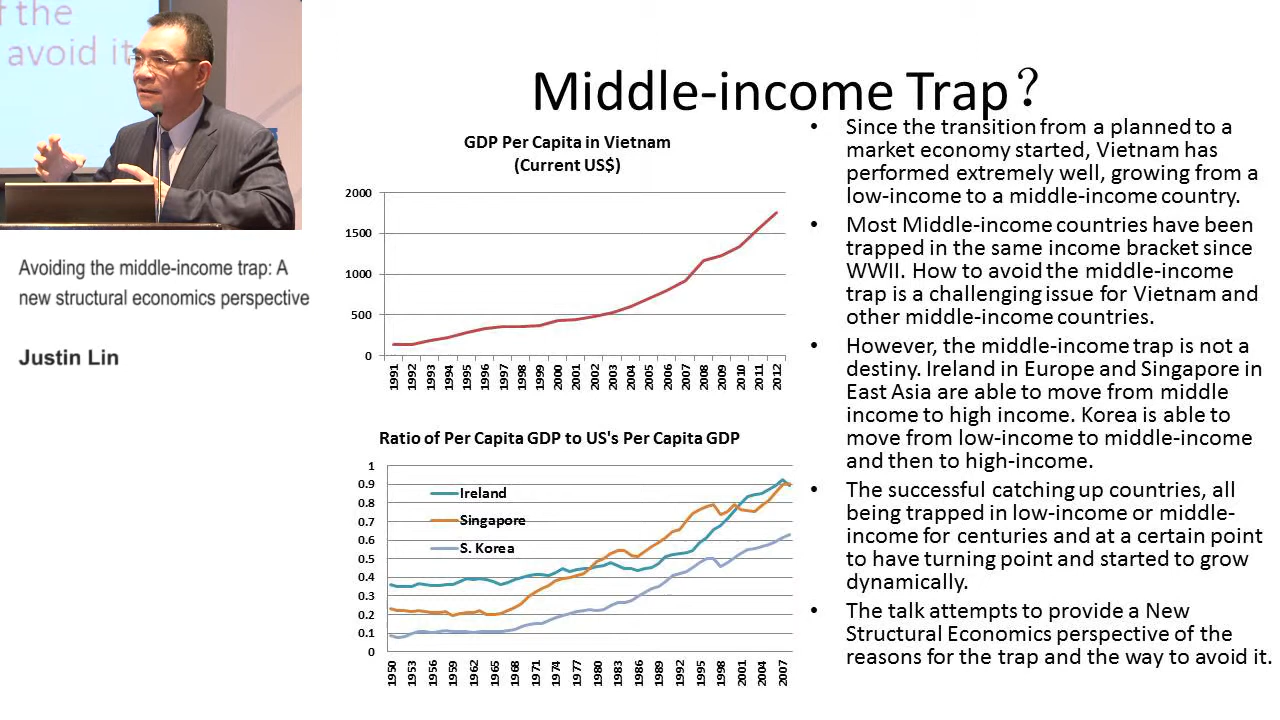 f the
avoid it
Avoiding the middle-income trap: A
new structural economics perspective
Justin Lin
Middle-income Trap？
GDP Per Capita in Vietnam
(Current US$)
2000
1500
1000
500
0
1991 1992 1993 1994 1995 1996 1997 1998 1999 2000 2001 2002 2003 2004 2005 2006 2007 2008 2009 2010 2011 2012
Ratio of Per Capita GDP to US's Per Capita GDP
1
0.9
0.8
0.7
0.6
0.5
0.4
0.3
0.2
0.1
0
Ireland
Singapore
S. Korea
1950 1953 1956 1959 1962 1965 1968 1971 1974 1977 1980 1983 1986 1989 1992 1995 1998 2001 2004 2007
• Since the transition from a planned to a
market economy started, Vietnam has
performed extremely well, growing from a
low-income to a middle-income country.
• Most Middle-income countries have been
trapped in the same income bracket since
WWII. How to avoid the middle-income
trap is a challenging issue for Vietnam and
other middle-income countries.
• However, the middle-income trap is not a
destiny. Ireland in Europe and Singapore in
East Asia are able to move from middle
income to high income. Korea is able to
move from low-income to middle-income
and then to high-income.
• The successful catching up countries, all
being trapped in low-income or middle-
income for centuries and at a certain point
to have turning point and started to grow
dynamically.
• The talk attempts to provide a New
Structural Economics perspective of the
reasons for the trap and the way to avoid it.